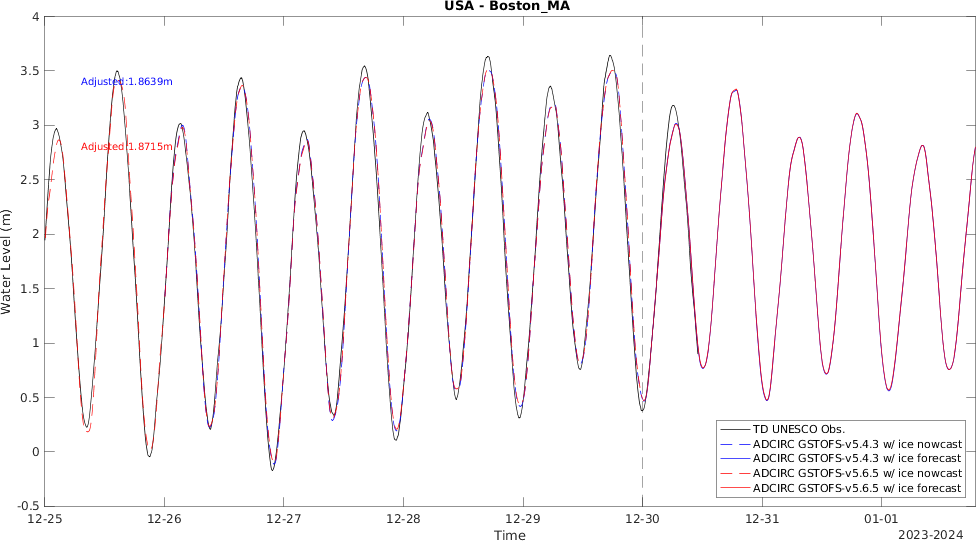 USA - Boston_MA
4
3.5
3
2.5
2
1.5
1
0.5
0
-0.5
Water Level (m)
Adjusted:1.8639m
Adjusted:1.8715m
TD UNESCO Obs.
ADCIRC GSTOFS-v5.4.3 w/ ice nowcast
ADCIRC GSTOFS-v5.4.3 w/ ice forecast
ADCIRC GSTOFS-v5.6.5 w/ ice nowcast
ADCIRC GSTOFS-v5.6.5 w/ ice forecast
12-25 12-26 12-27 12-28 12-29 12-30 12-31 01-01
Time
2023-2024